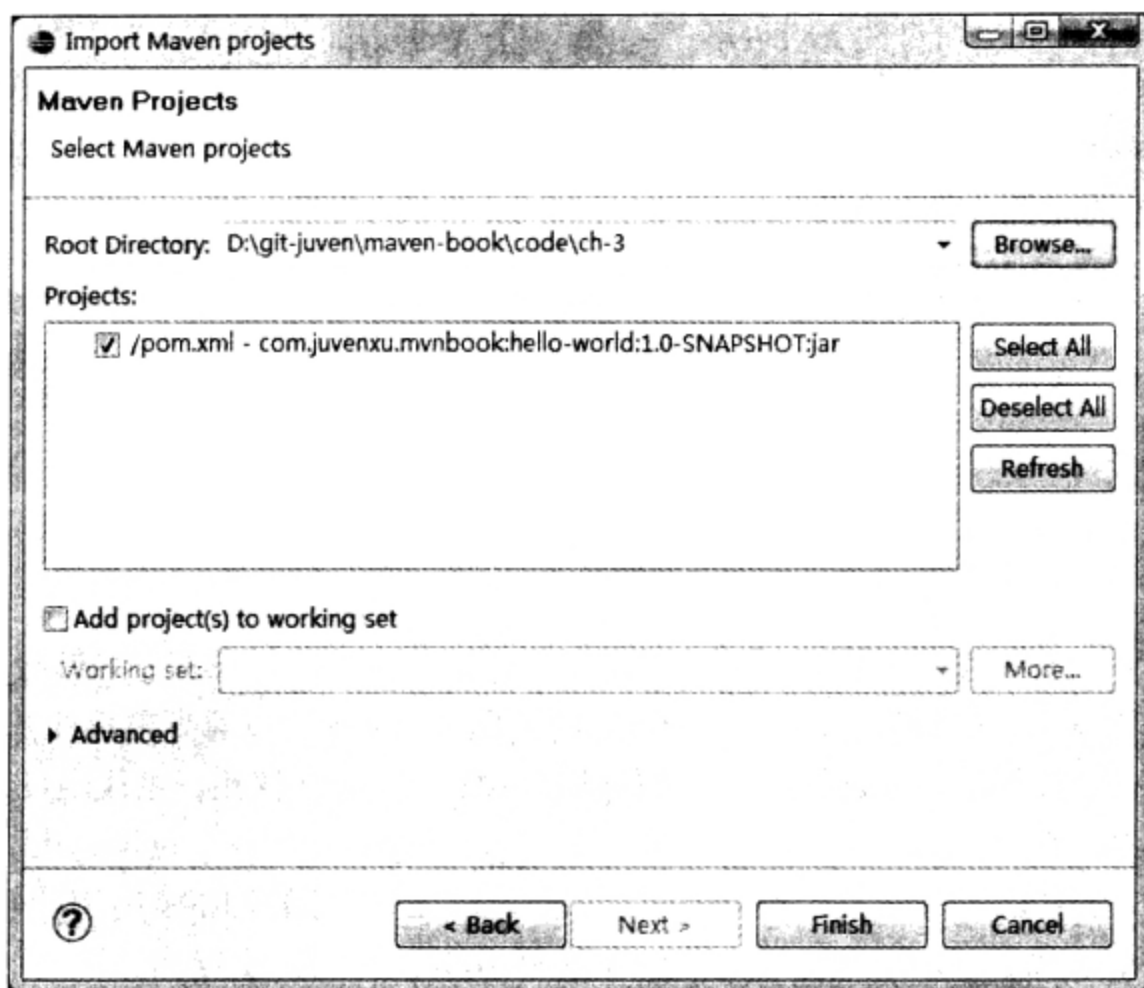 Import Maven projects
Maven Projects
Select Maven projects
Root Directory: D:\git-juven\maven-book\code\ch-3 Browse...
Projects:
/pom.xml - com.juvenxu.mvnbook:hello-world:1.0-SNAPSHOT:jar
Select All
Deselect All
Refresh
Add project(s) to working set
Working set: More...
Advanced
? < Back Next > Finish Cancel